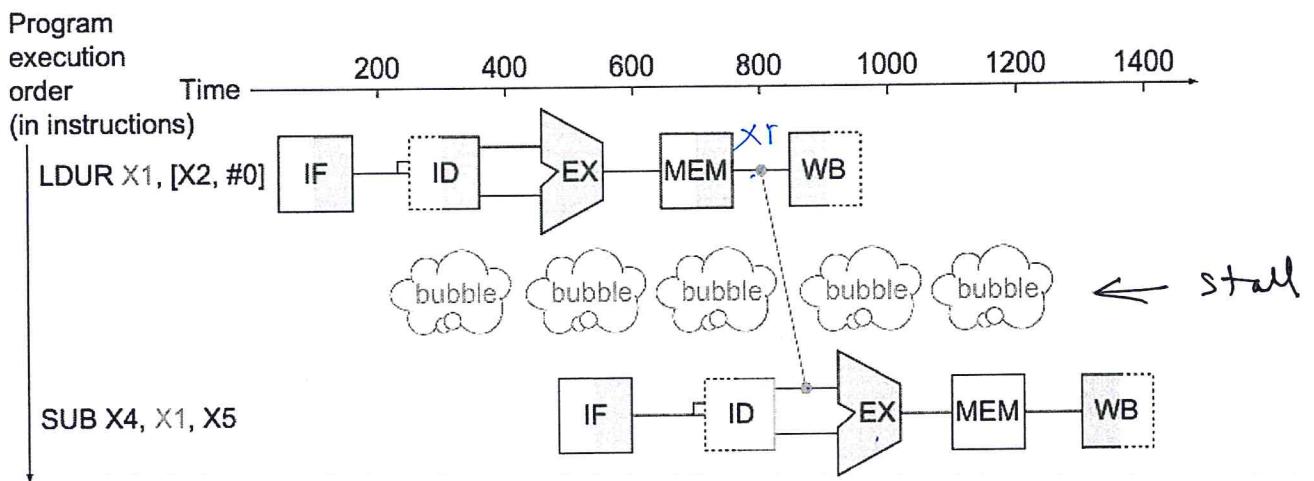 Program
execution
order
(in instructions)
Time 200 400 600 800 1000 1200 1400
LDUR X1, [X2, #0] IF ID EX MEM WB
bubble bubble bubble bubble bubble ← stall
SUB X4, X1, X5 IF ID EX MEM WB